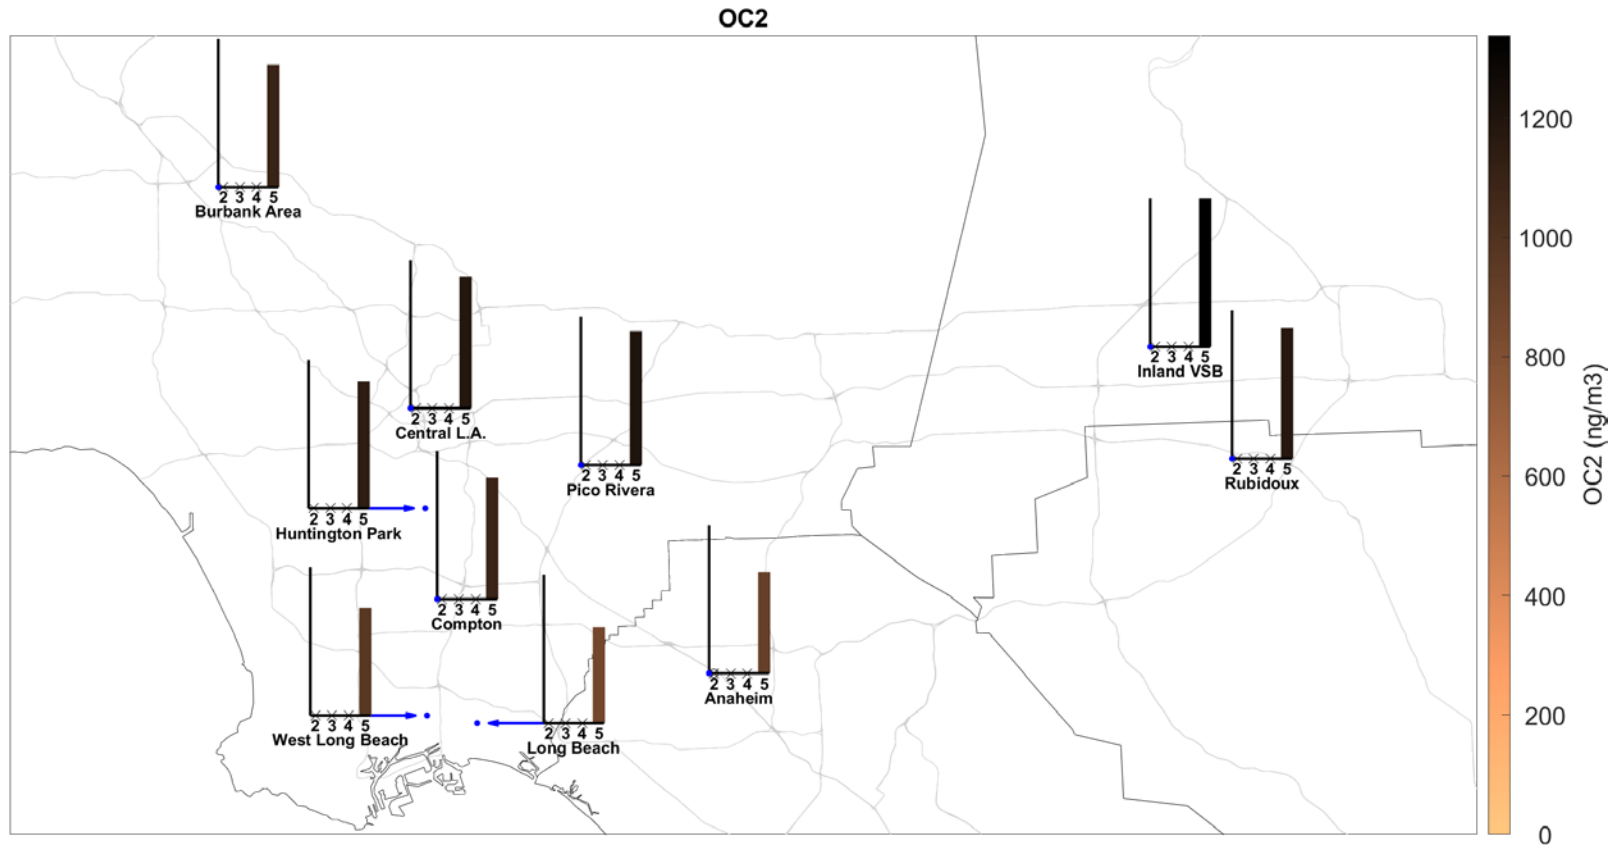 OC2
2 3 4 5
Burbank Area
2 3 4 5
Central L.A.
2 3 4 5
Inland VSB
2 3 4 5
Rubidoux
2 3 4 5
Pico Rivera
2 3 4 5
Huntington Park
2 3 4 5
Compton
2 3 4 5
Anaheim
2 3 4 5
West Long Beach
2 3 4 5
Long Beach
1200
1000
800
600
400
200
0
OC2 (ng/m3)